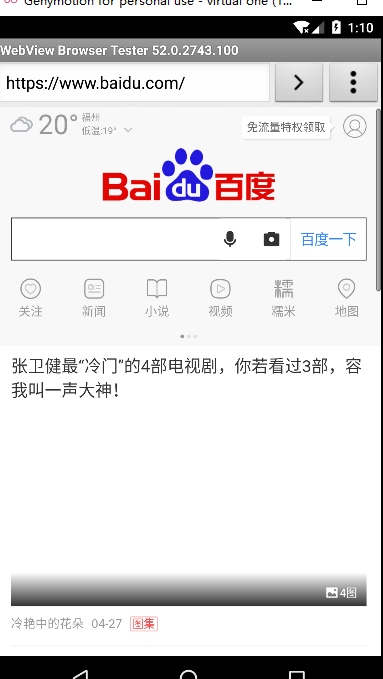 Genymotion for personal use - virtual one (1...
1:10
WebView Browser Tester 52.0.2743.100
https://www.baidu.com/
20°
福州
低温:19°
免流量特权领取
Bai du 百度
百度一下
关注 新闻 小说 视频 糯米 地图
糯
张卫健最“冷门”的4部电视剧，你若看过3部，容
我叫一声大神！
4图
冷艳中的花朵 04-27 图集